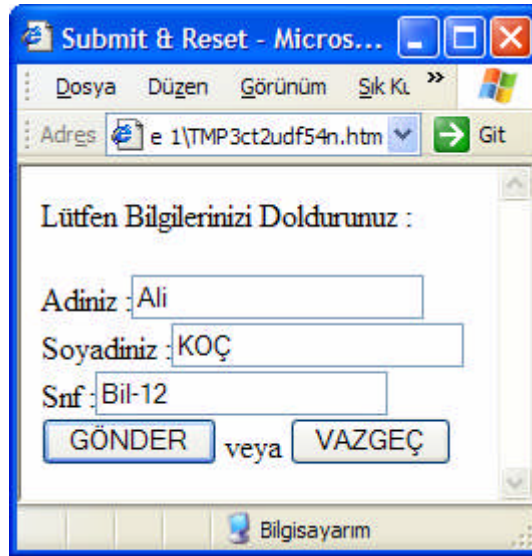 Submit & Reset - Micros...
Dosya Düzen Görünüm Sık Kı »
Adres e 1\TMP3ct2udf54n.htm Git
Lütfen Bilgilerinizi Doldurunuz :
Adiniz : Ali
Soyadiniz : KOÇ
Snf : Bil-12
GÖNDER veya VAZGEÇ
Bilgisayarım